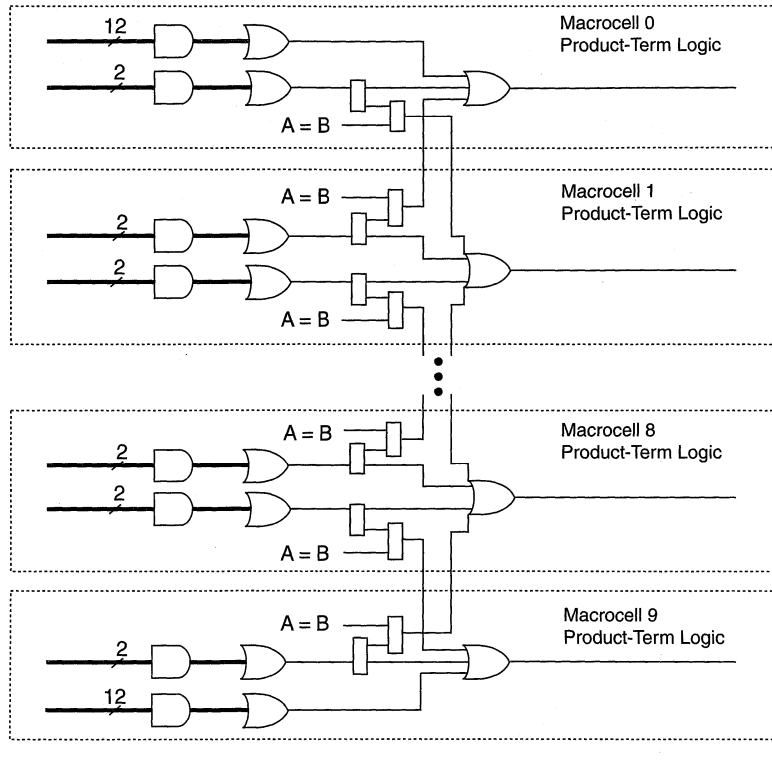 12
Macrocell 0
Product-Term Logic
2
A = B
Macrocell 1
Product-Term Logic
A = B
2
2
A = B
Macrocell 8
Product-Term Logic
A = B
2
2
A = B
Macrocell 9
Product-Term Logic
A = B
2
12